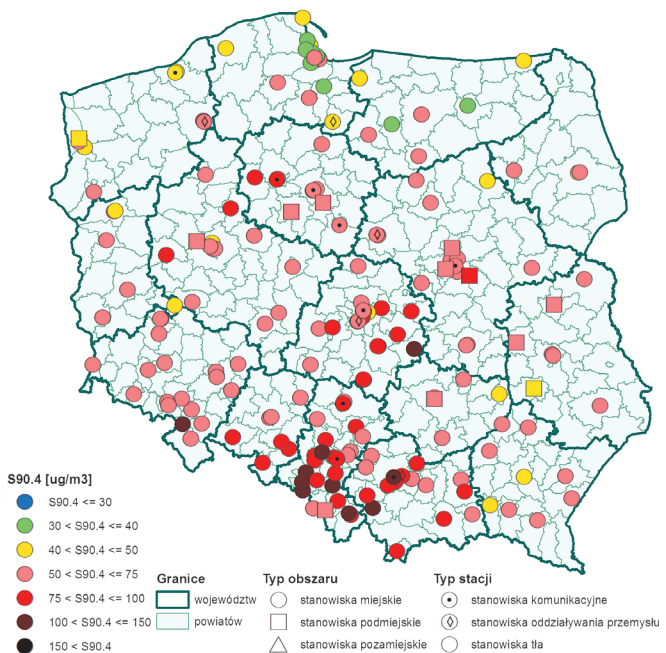 S90.4 [ug/m3]
S90.4 <= 30
30 < S90.4 <= 40
40 < S90.4 <= 50
50 < S90.4 <= 75
75 < S90.4 <= 100
100 < S90.4 <= 150
150 < S90.4
Granice
województw
powiatów
Typ obszaru
stanowiska miejskie
stanowiska podmiejskie
stanowiska pozamiejskie
Typ stacji
stanowiska komunikacyjne
stanowiska oddziaływania przemysłu
stanowiska tła